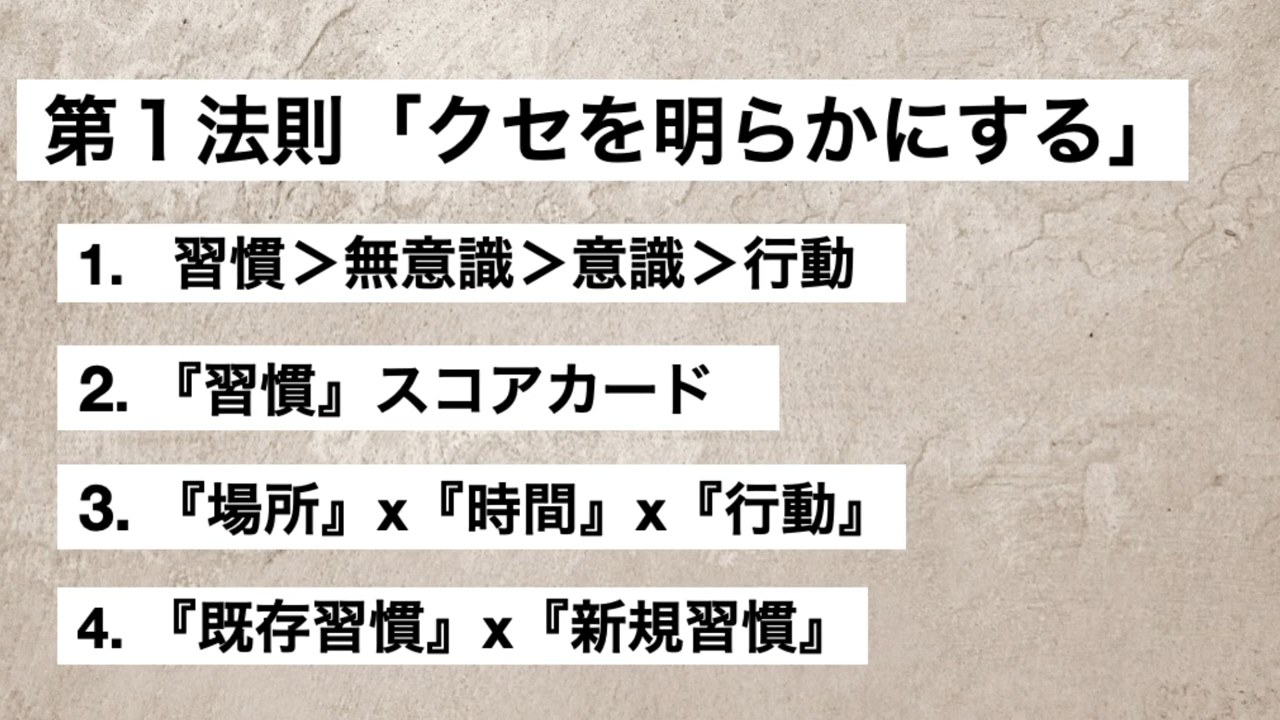 第１法則「クセを明らかにする」
1. 習慣＞無意識＞意識＞行動
2. 『習慣』スコアカード
3. 『場所』x『時間』x『行動』
4. 『既存習慣』x『新規習慣』